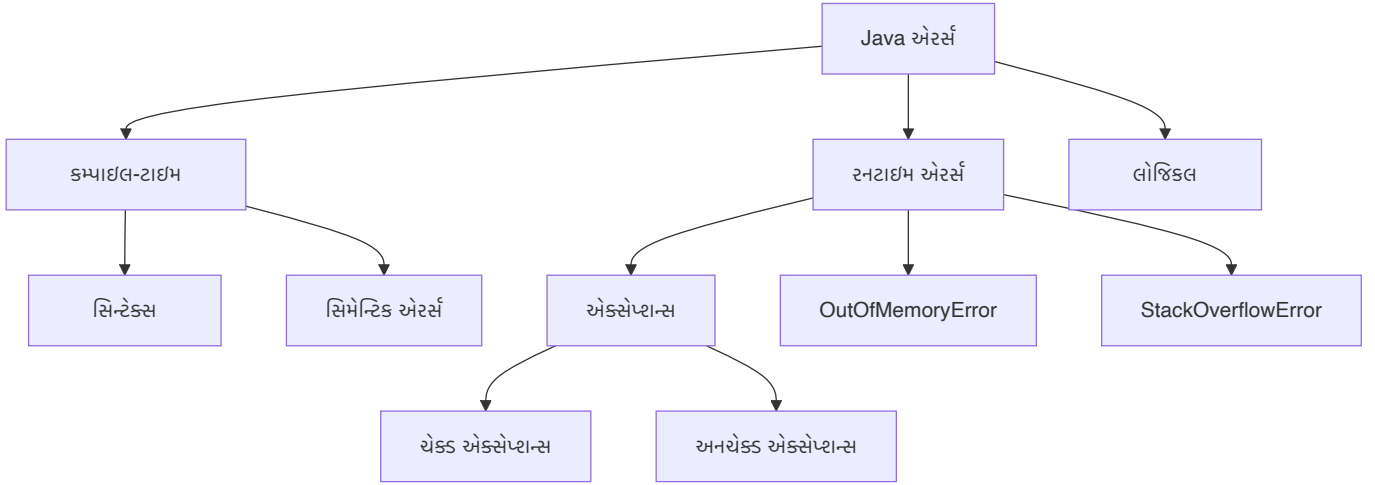 Java એરર્સ
કમ્પાઇલ-ટાઇમ
રનટાઇમ એરર્સ
લોજિકલ
સિન્ટેક્સ
સિમેન્ટિક એરર્સ
એક્સેપ્શન્સ
OutOfMemoryError
StackOverflowError
ચેક્ડ એક્સેપ્શન્સ
અનચેક્ડ એક્સેપ્શન્સ